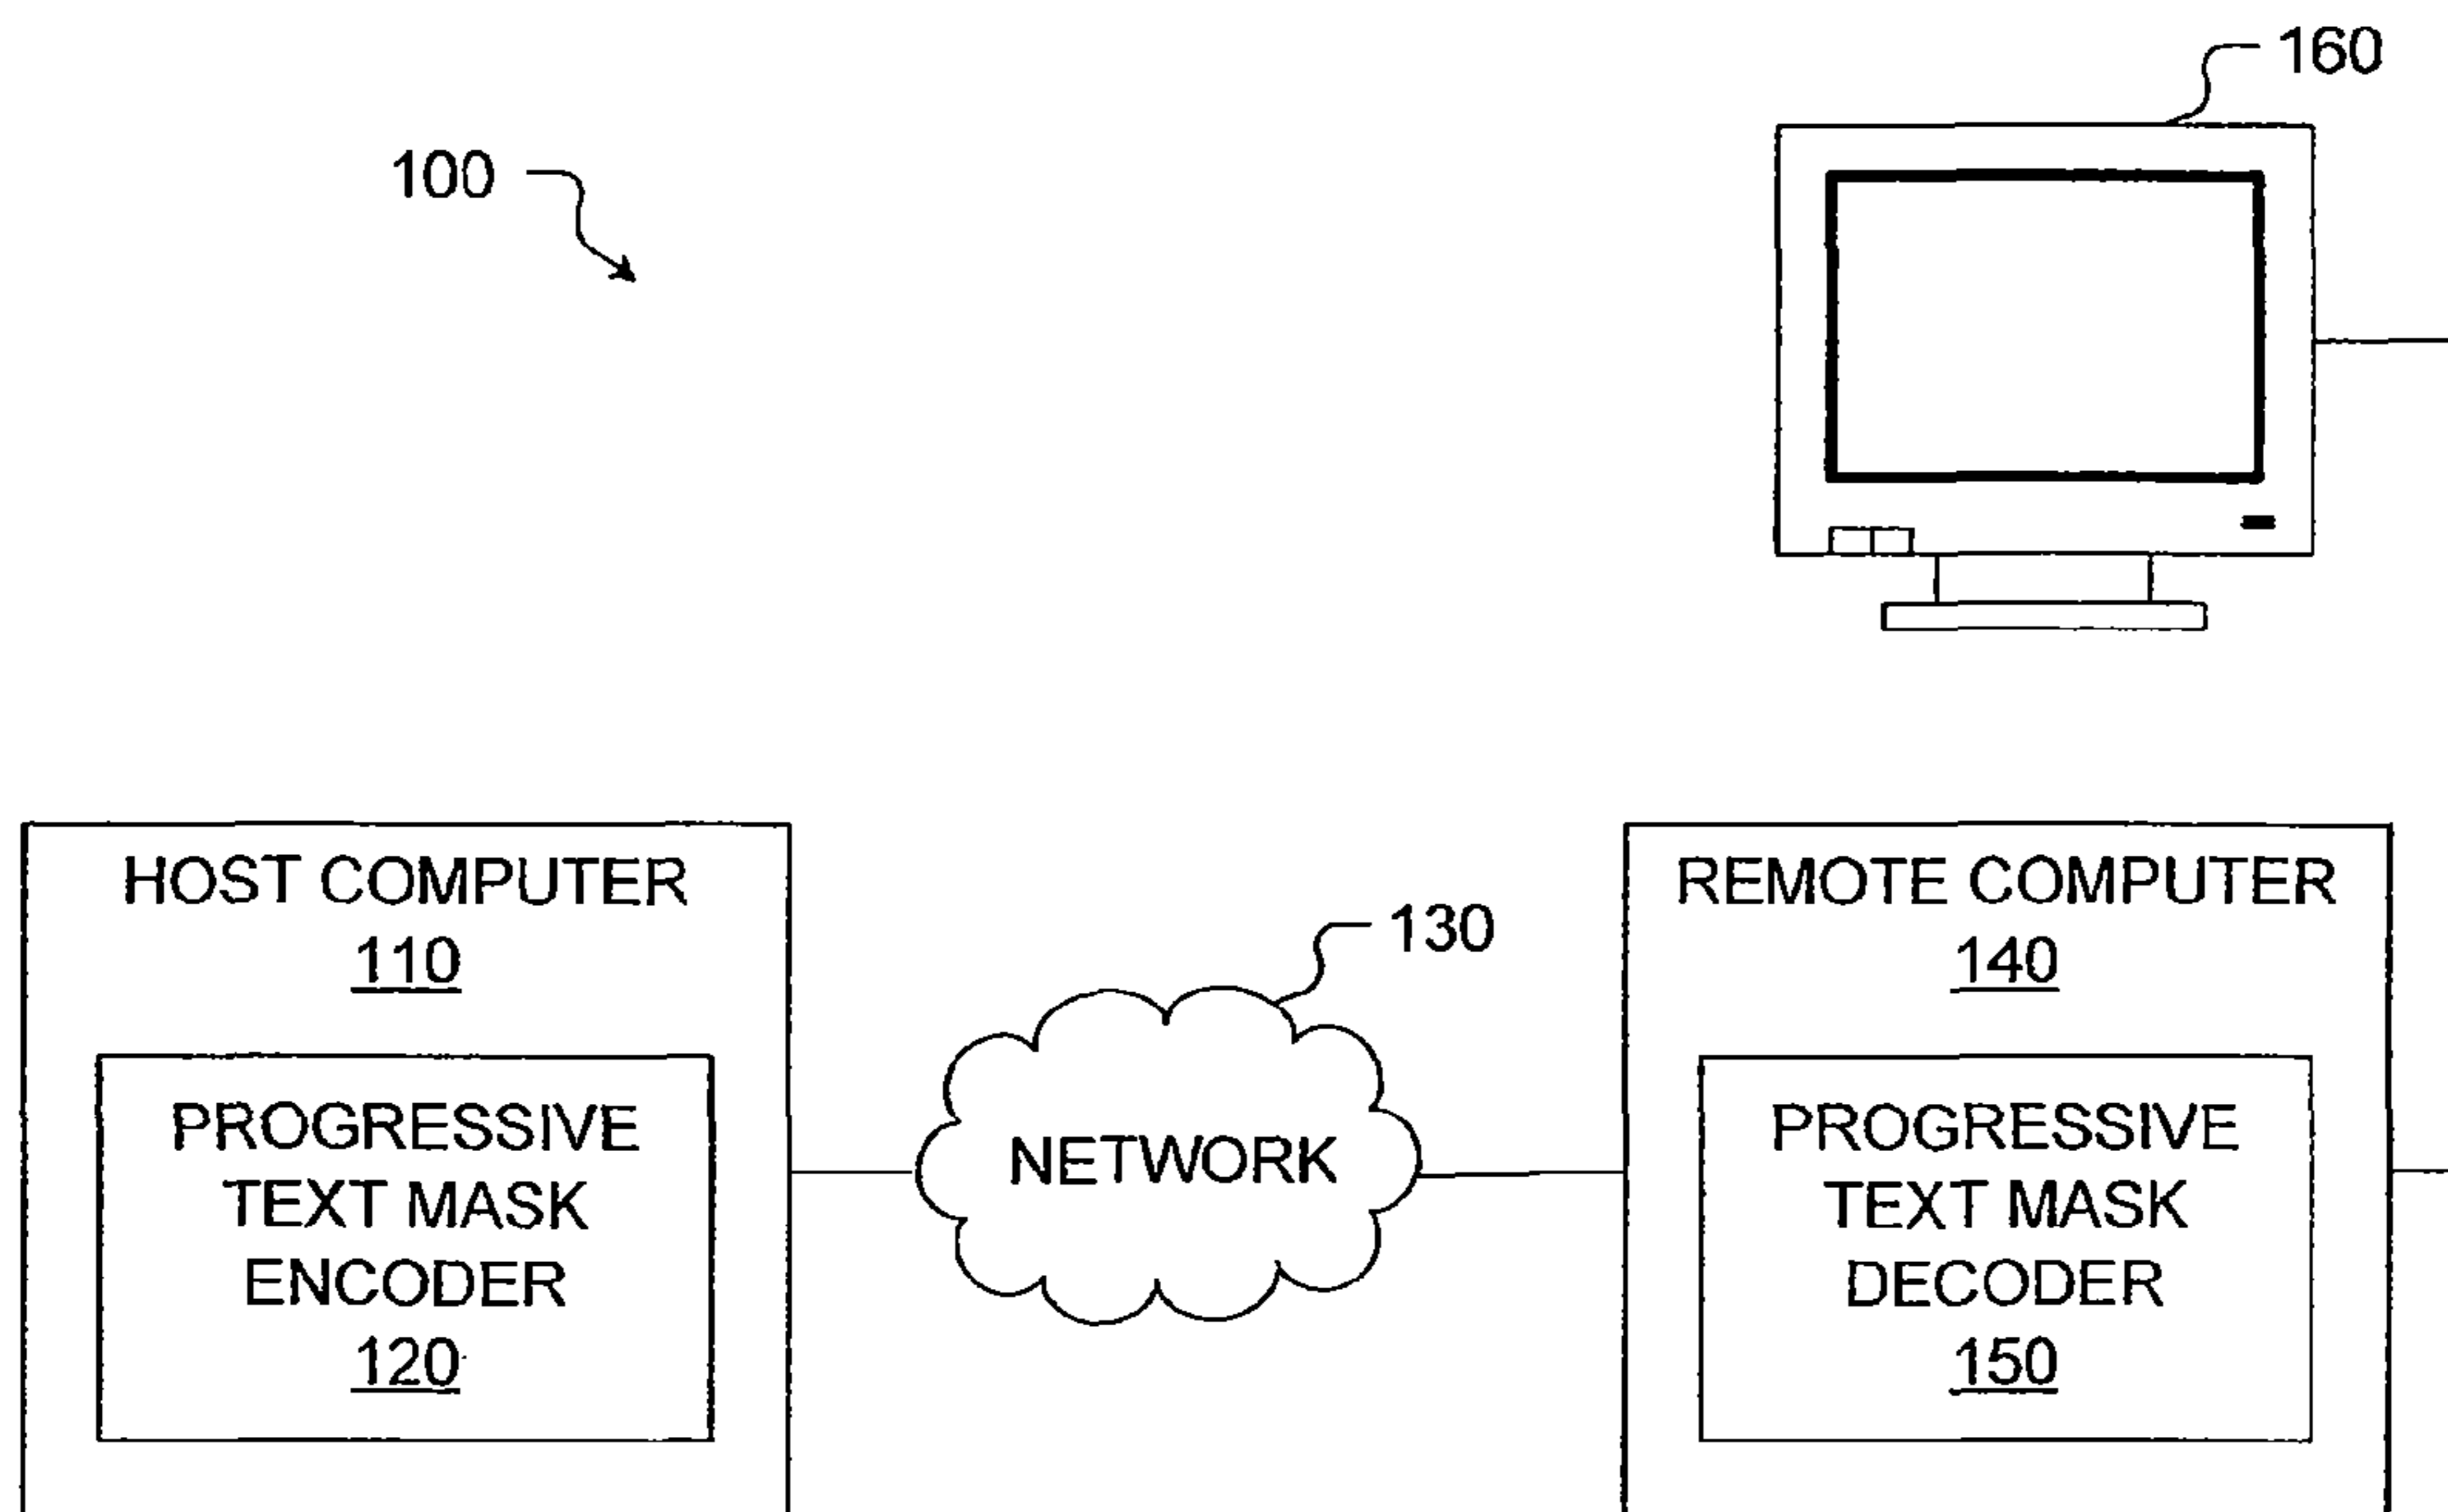 160
100
HOST COMPUTER
110
PROGRESSIVE
TEXT MASK
ENCODER
120
130
NETWORK
REMOTE COMPUTER
140
PROGRESSIVE
TEXT MASK
DECODER
150